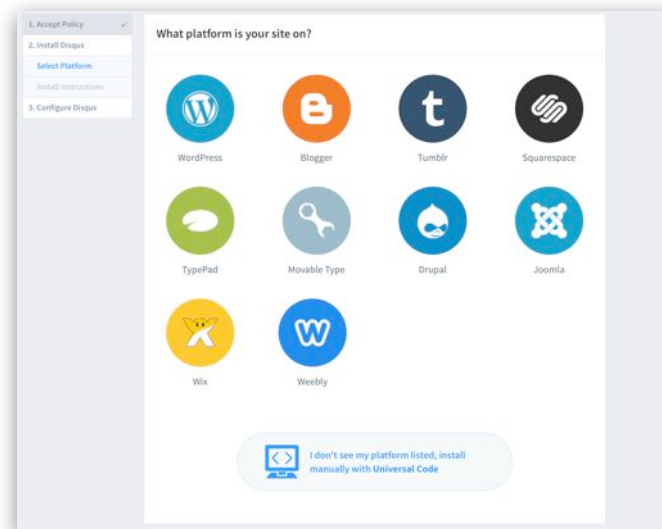 1. Accept Policy
2. Install Disqus
Select Platform
Install Instructions
3. Configure Disqus
What platform is your site on?
WordPress
Blogger
Tumblr
Squarespace
TypePad
Movable Type
Drupal
Joomla
Wix
Weebly
I don't see my platform listed, install
manually with Universal Code